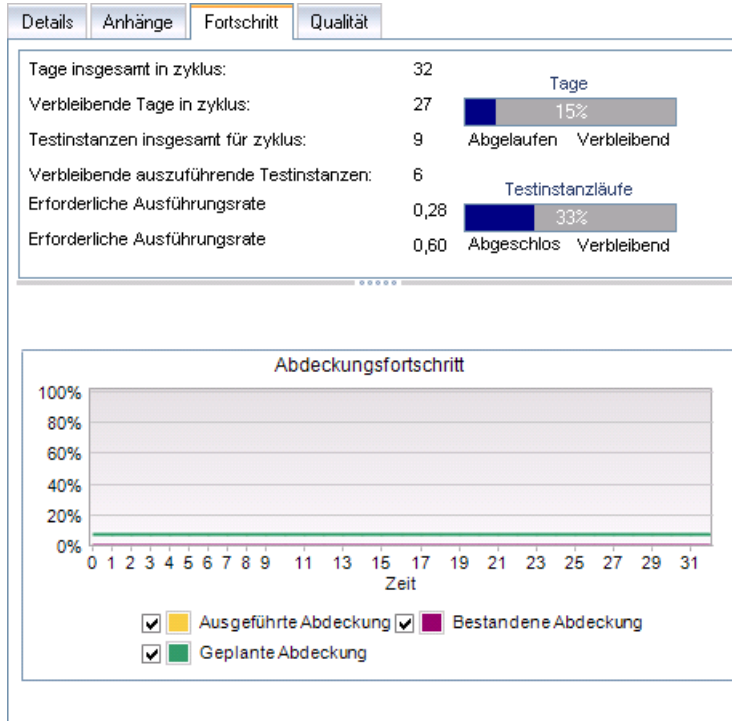 Details Anhänge Fortschritt Qualität
Tage insgesamt in zyklus: 32
Tage
Verbleibende Tage in zyklus: 27
15%
Testinstanzen insgesamt für zyklus: 9
Abgelaufen Verbleibend
Verbleibende auszuführende Testinstanzen: 6
Testinstanzläufe
Erforderliche Ausführungsrate 0,28
33%
Erforderliche Ausführungsrate 0,60
Abgeschlos Verbleibend
Abdeckungsfortschritt
100%
80%
60%
40%
20%
0%
0 1 2 3 4 5 6 7 8 9 11 13 15 17 19 21 23 25 27 29 31
Zeit
Ausgeführte Abdeckung Bestandene Abdeckung
Geplante Abdeckung